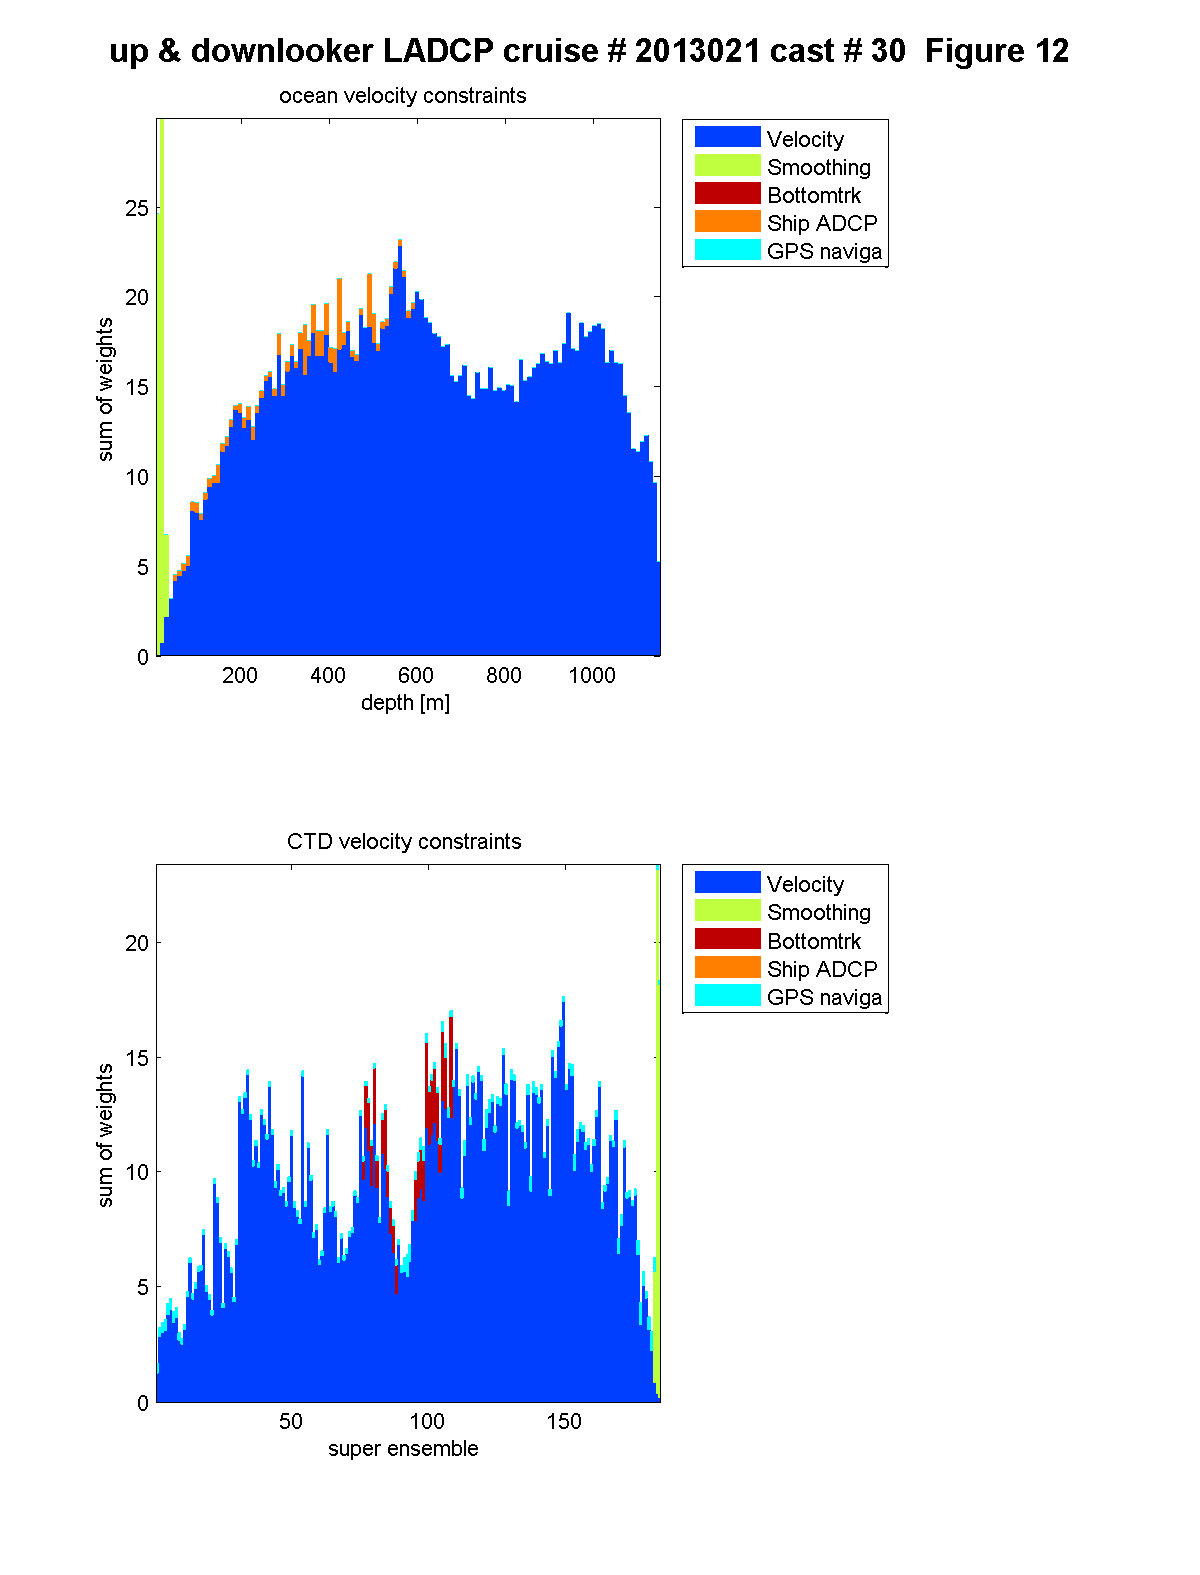 up & downlooker LADCP cruise # 2013021 cast # 30  Figure 12
ocean velocity constraints
Velocity
Smoothing
Bottomtrk
Ship ADCP
GPS naviga
25
20
15
10
5
0
sum of weights
200 400 600 800 1000
depth [m]
CTD velocity constraints
Velocity
Smoothing
Bottomtrk
Ship ADCP
GPS naviga
20
15
10
5
0
sum of weights
50 100 150
super ensemble